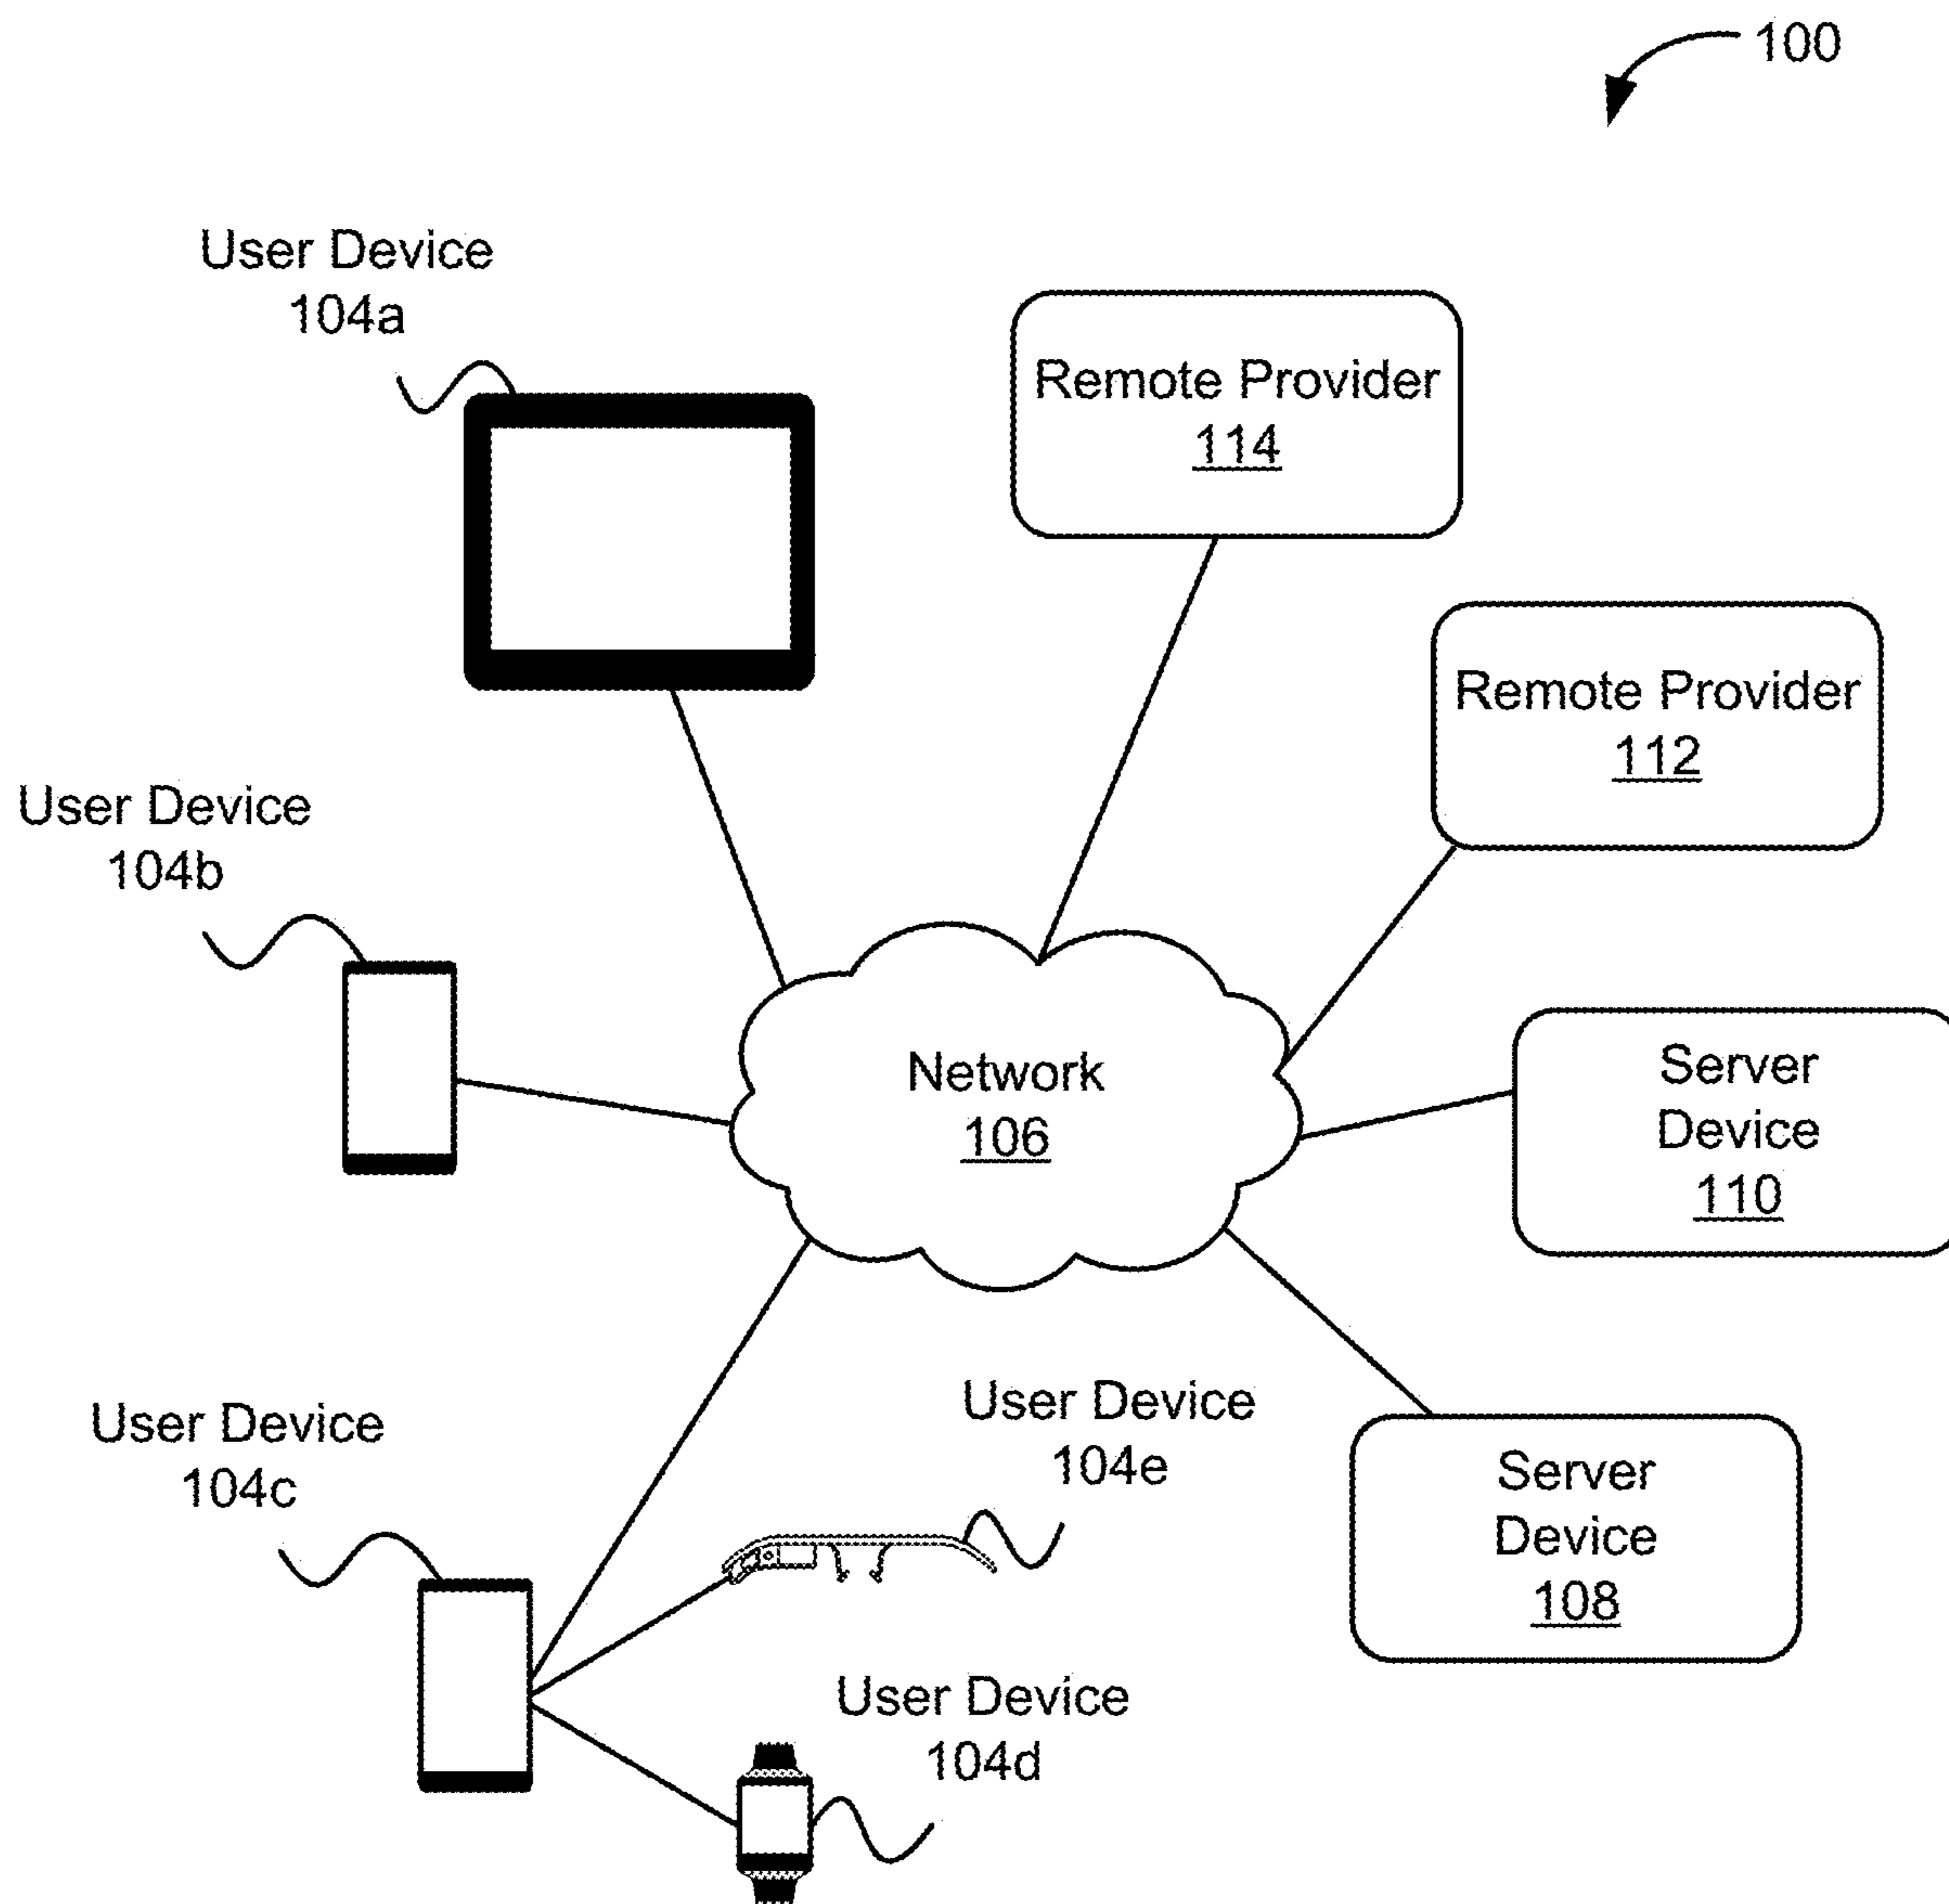 100
User Device
104a
Remote Provider
114
Remote Provider
112
User Device
104b
Network
106
Server
Device
110
User Device
104c
User Device
104e
Server
Device
108
User Device
104d